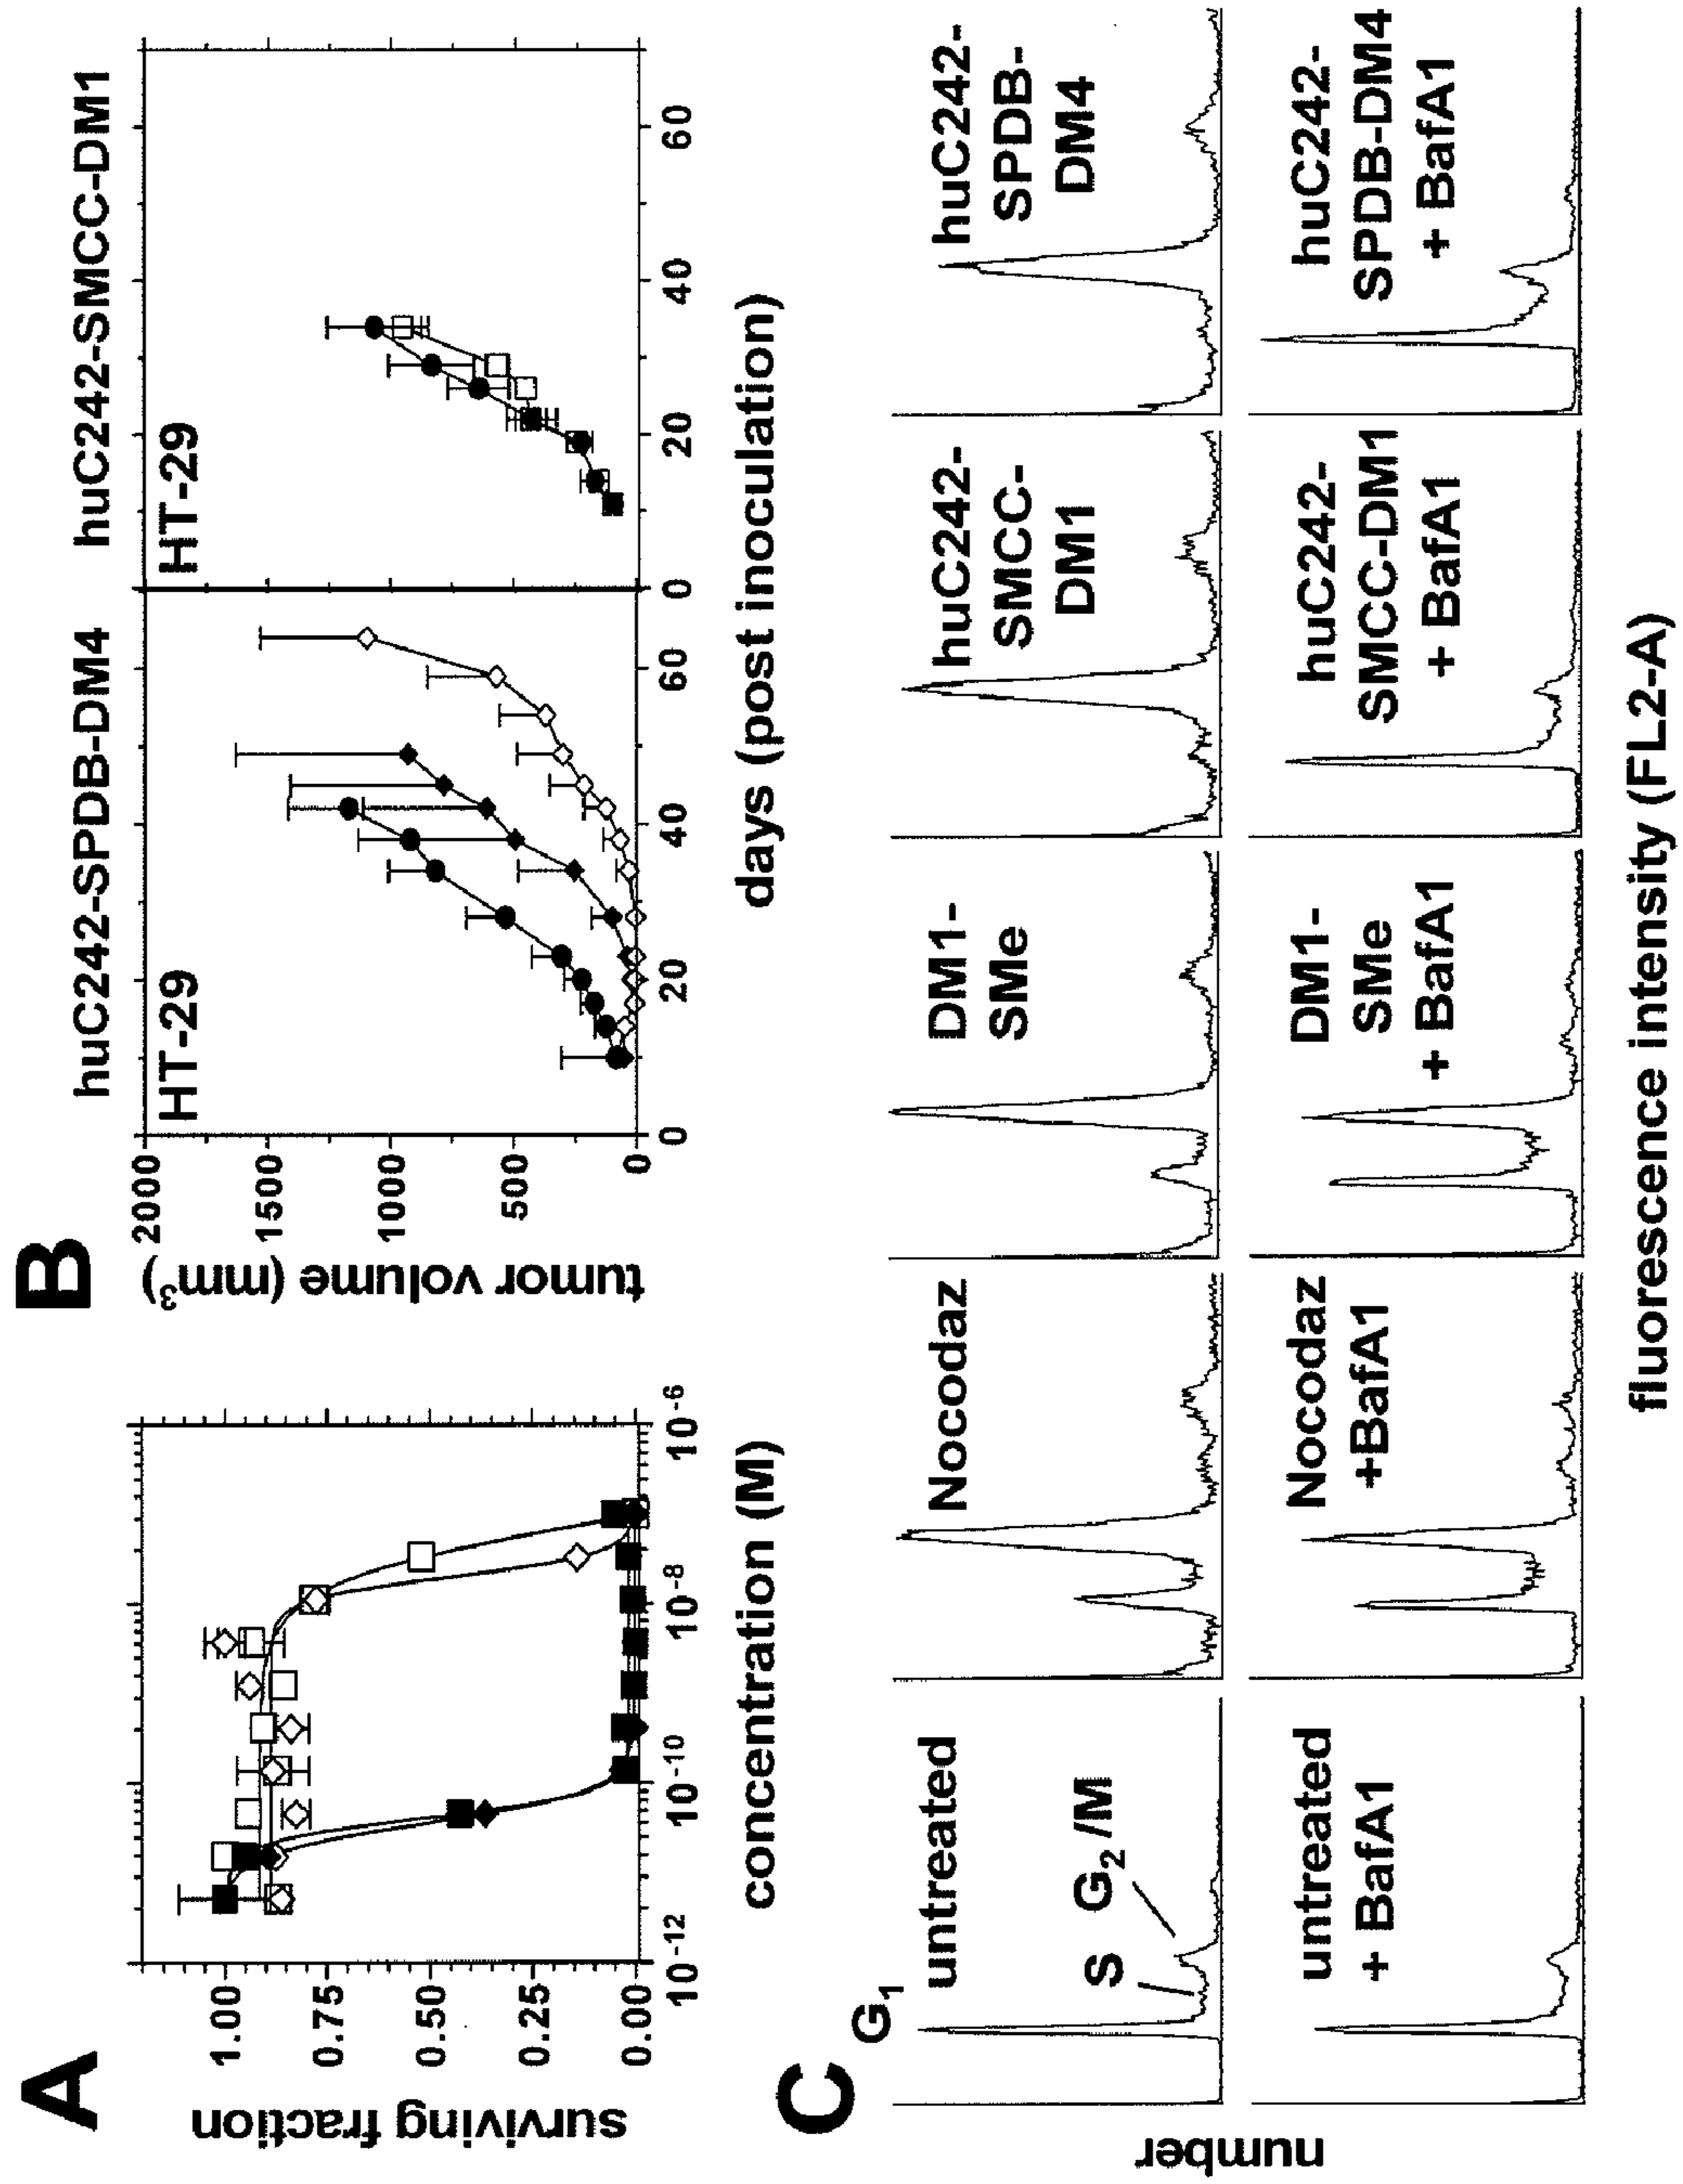 A
surviving fraction
1.00
0.75
0.50
0.25
0.00
10-12
10-10
10-8
10-6
concentration (M)
B
huC242-SPDB-DM4
huC242-SMCC-DM1
tumor volume (mm3)
2000
1500
1000
500
0
HT-29
HT-29
0
20
40
60
0
20
40
60
days (post inoculation)
C
number
G1
untreated
S
G2/M
Nocodaz
DM1-
SMe
huC242-
SMCC-
DM1
huC242-
SPDB-
DM4
untreated
+ BafA1
Nocodaz
+BafA1
DM1-
SMe
+ BafA1
huC242-
SMCC-DM1
+ BafA1
huC242-
SPDB-DM4
+ BafA1
fluorescence intensity (FL2-A)